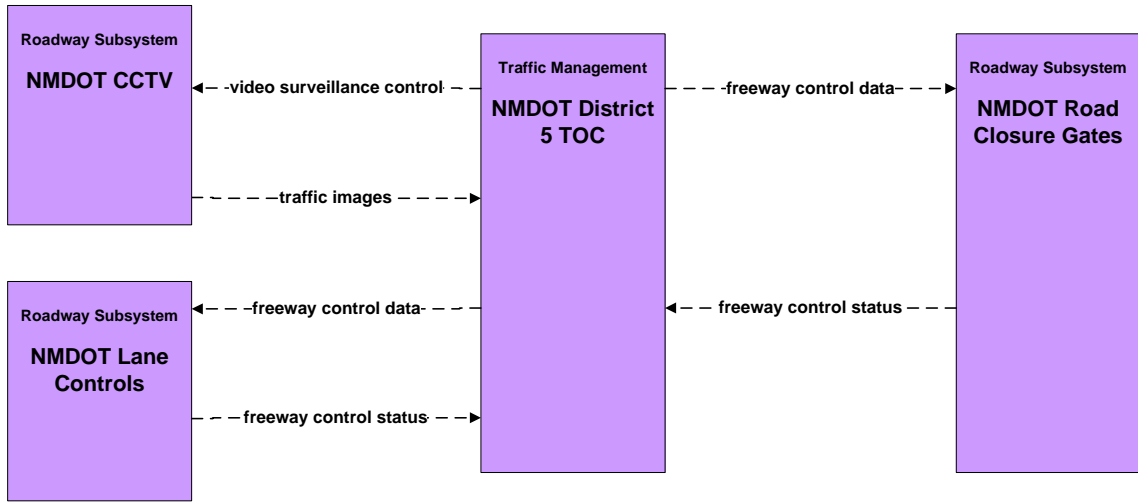 Roadway Subsystem
NMDOT CCTV
video surveillance control
traffic images
Roadway Subsystem
NMDOT Lane
Controls
freeway control data
freeway control status
Traffic Management
NMDOT District
5 TOC
freeway control data
freeway control status
Roadway Subsystem
NMDOT Road
Closure Gates